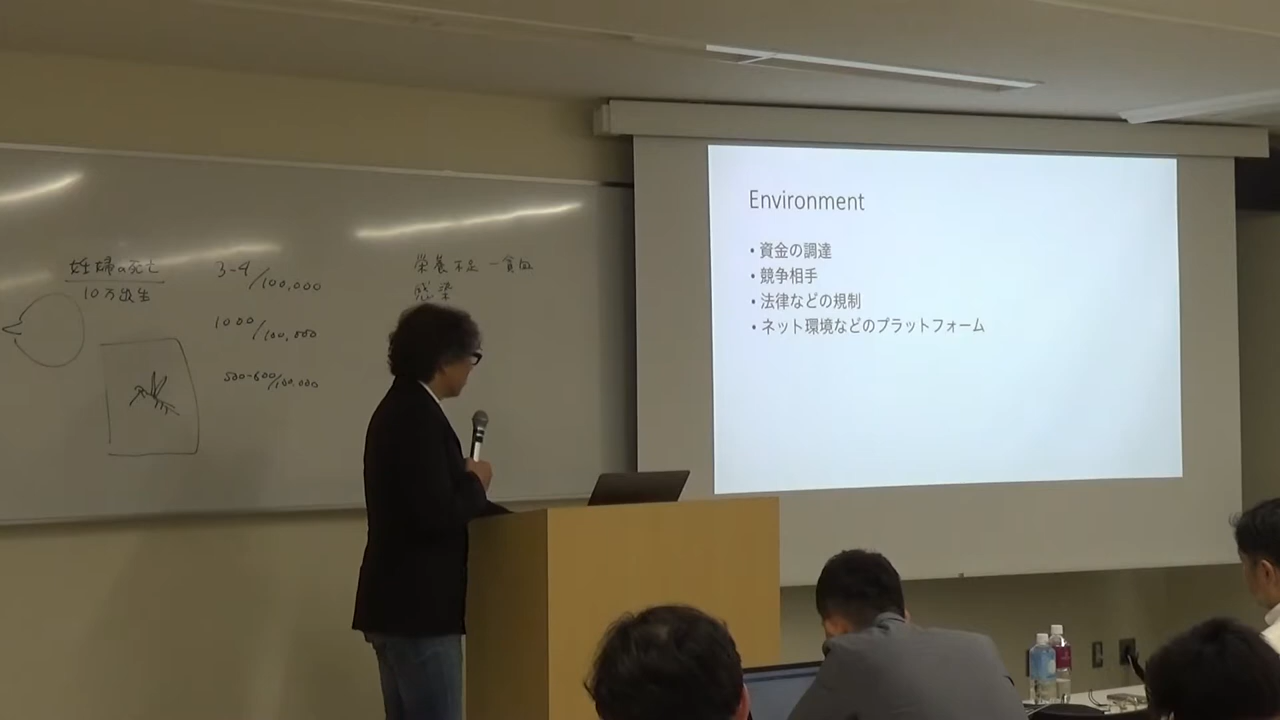 妊婦の死亡
10万出生
3-4/100,000
1000/100,000
500-600/100,000
栄養不足 - 貧血
感染
Environment
• 資金の調達
• 競争相手
• 法律などの規制
• ネット環境などのプラットフォーム